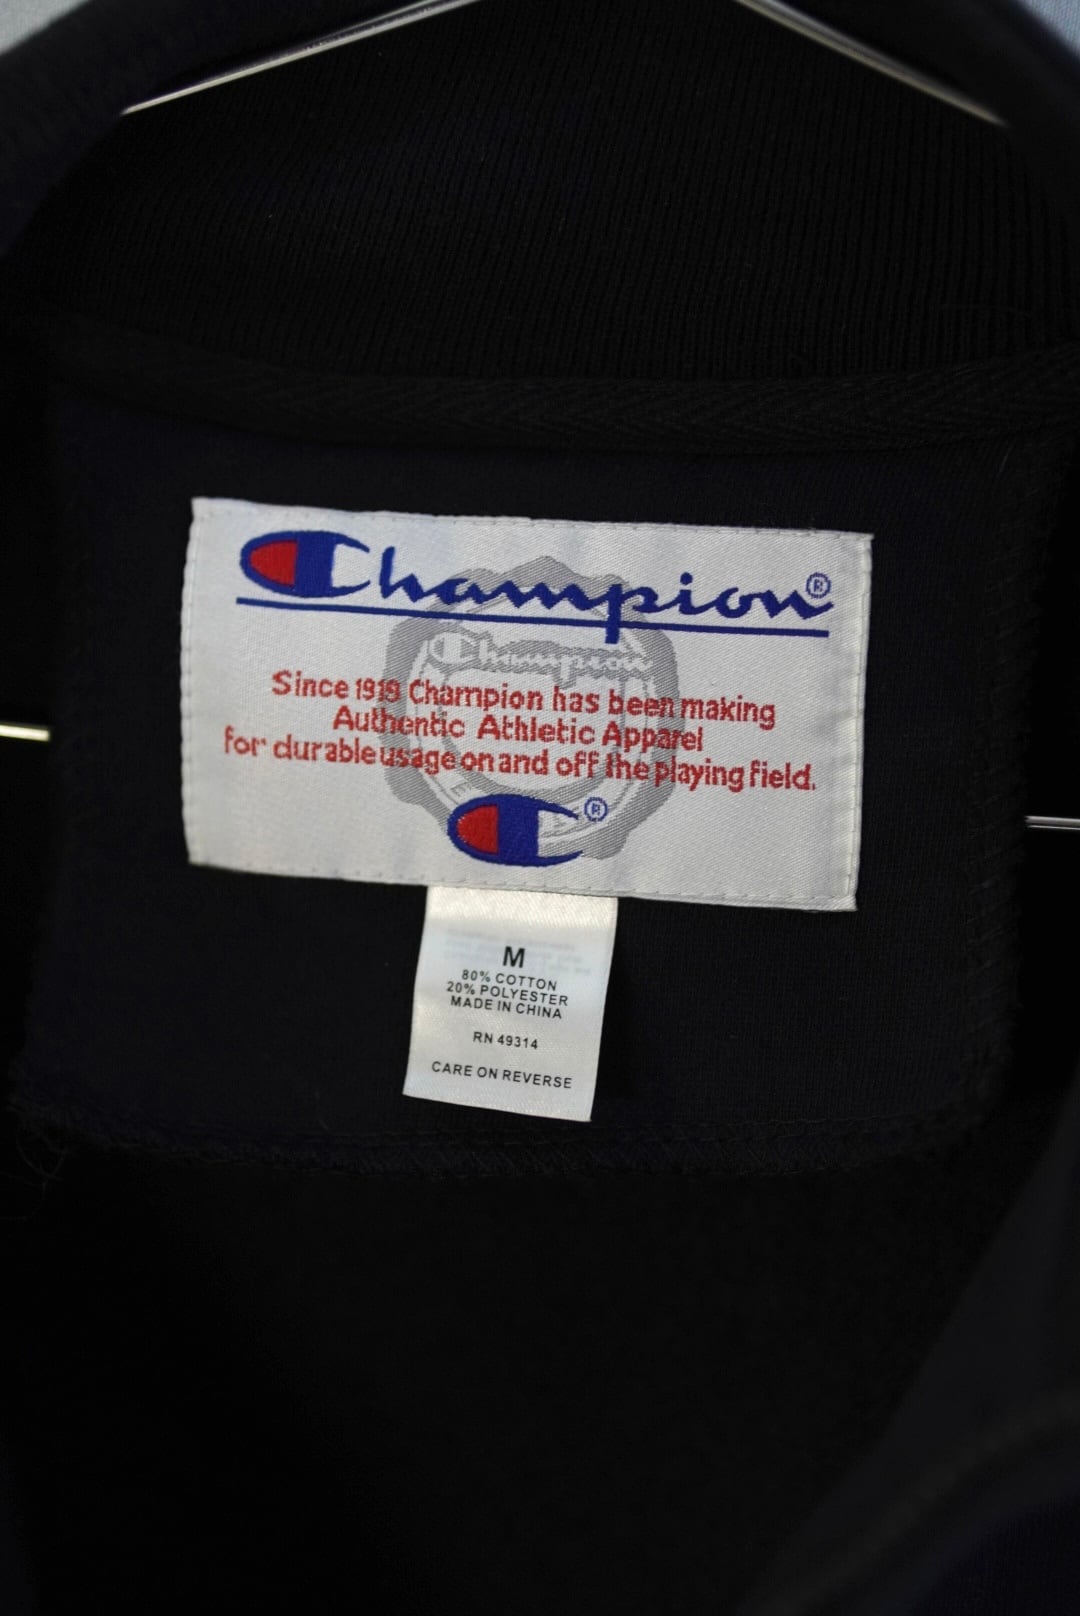 Champion®
Champion
Since 1919 Champion has been making
Authentic Athletic Apparel
for durable usage on and off the playing field.
®
M
80% COTTON
20% POLYESTER
MADE IN CHINA
RN 49314
CARE ON REVERSE